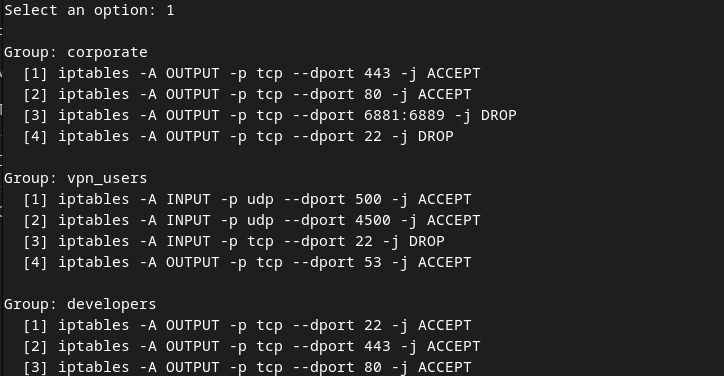 Select an option: 1
Group: corporate
[1] iptables -A OUTPUT -p tcp --dport 443 -j ACCEPT
[2] iptables -A OUTPUT -p tcp --dport 80 -j ACCEPT
[3] iptables -A OUTPUT -p tcp --dport 6881:6889 -j DROP
[4] iptables -A OUTPUT -p tcp --dport 22 -j DROP
Group: vpn_users
[1] iptables -A INPUT -p udp --dport 500 -j ACCEPT
[2] iptables -A INPUT -p udp --dport 4500 -j ACCEPT
[3] iptables -A INPUT -p tcp --dport 22 -j DROP
[4] iptables -A OUTPUT -p tcp --dport 53 -j ACCEPT
Group: developers
[1] iptables -A OUTPUT -p tcp --dport 22 -j ACCEPT
[2] iptables -A OUTPUT -p tcp --dport 443 -j ACCEPT
[3] iptables -A OUTPUT -p tcp --dport 80 -j ACCEPT